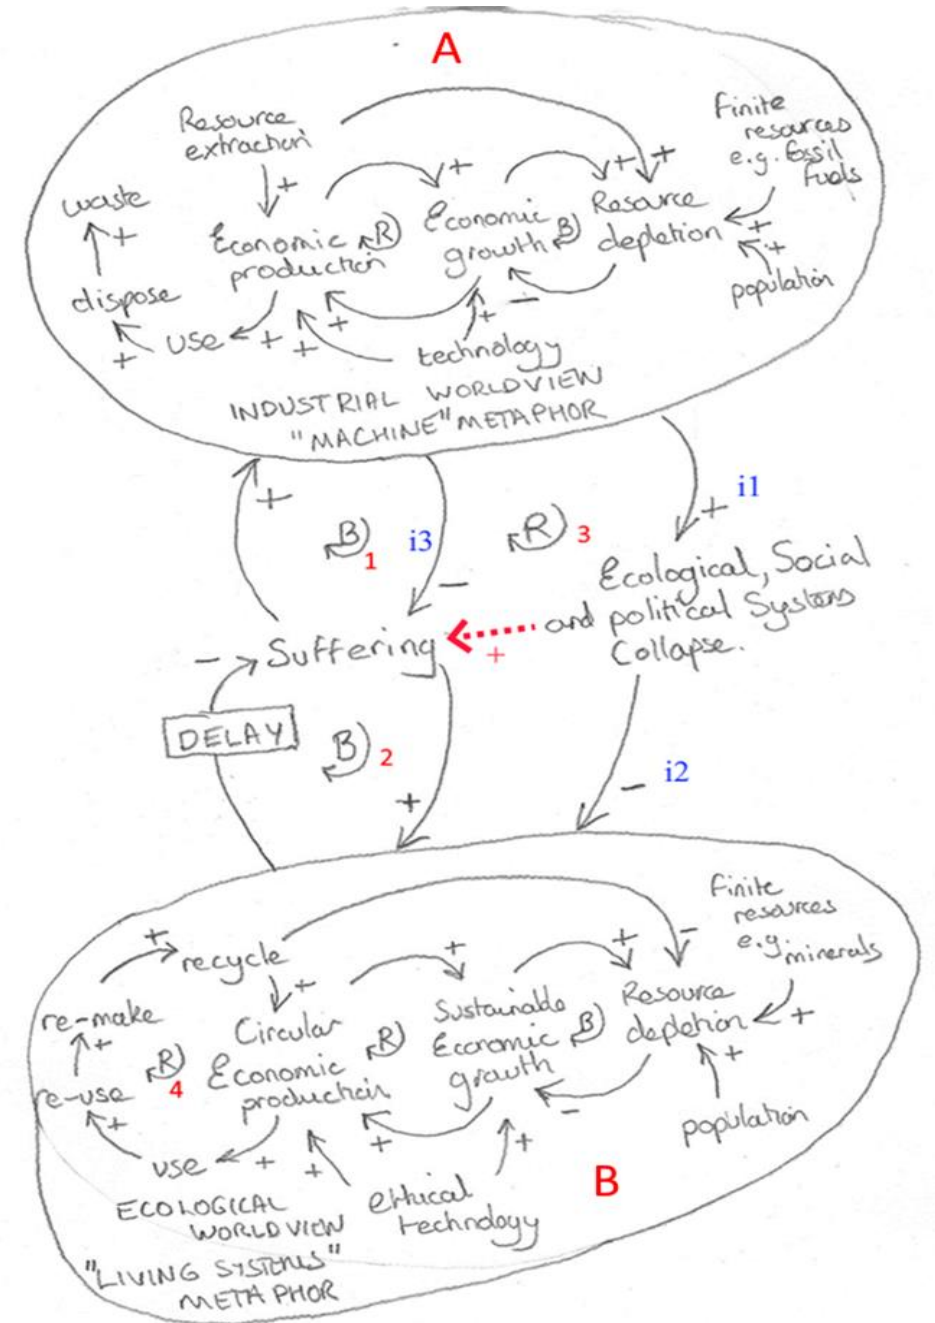 A
Resource
extraction
+
Finite
resources
e.g. fossil
fuels
waste
+
+
+
+
Economic
production
R
Economic
growth
B
Resource
depletion
+
+
population
dispose
+
use
+
+
+
+
−
technology
INDUSTRIAL WORLDVIEW
"MACHINE" METAPHOR
+
B
1
i3
−
R
3
i1
+
Ecological, Social
and political Systems
Collapse.
+
− Suffering
DELAY
B
2
+
i2
−
Finite
resources
e.g. minerals
+
recycle
+
+
+
−
re-make
+
R
4
re-use
+
Circular
Economic
production
R
Sustainable
Economic
growth
B
Resource
depletion
+
+
population
use
+
+
+
−
+
ethical
technology
B
ECOLOGICAL
WORLDVIEW
"LIVING SYSTEMS"
METAPHOR